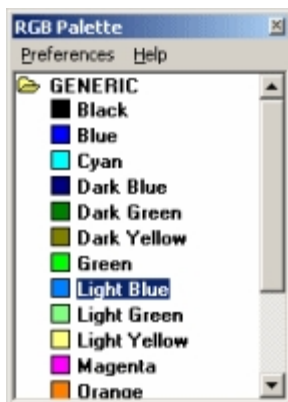 RGB Palette
Preferences Help
GENERIC
Black
Blue
Cyan
Dark Blue
Dark Green
Dark Yellow
Green
Light Blue
Light Green
Light Yellow
Magenta
Orange